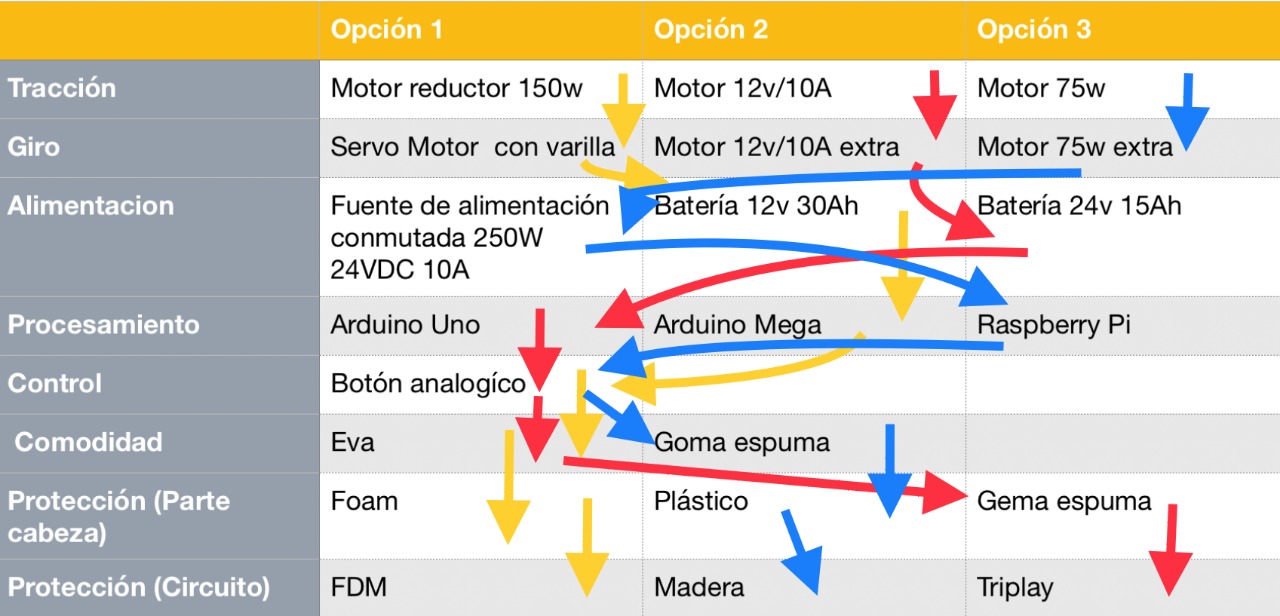 Opción 1 Opción 2 Opción 3
Tracción Motor reductor 150w Motor 12v/10A Motor 75w
Giro Servo Motor con varilla Motor 12v/10A extra Motor 75w extra
Alimentacion Fuente de alimentación Batería 12v 30Ah Batería 24v 15Ah
conmutada 250W
24VDC 10A
Procesamiento Arduino Uno Arduino Mega Raspberry Pi
Control Botón analogíco
Comodidad Eva Goma espuma
Protección (Parte Foam Plástico Gema espuma
cabeza)
Protección (Circuito) FDM Madera Triplay